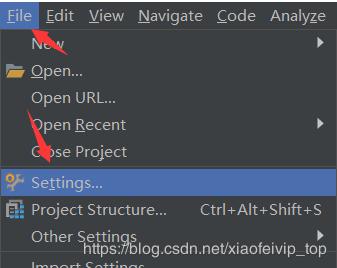 File Edit View Navigate Code Analyze
New
Open...
Open URL...
Open Recent
Close Project
Settings...
Project Structure... Ctrl+Alt+Shift+S
Other Settings
https://blog.csdn.net/xiaofeivip_top
Import Settings